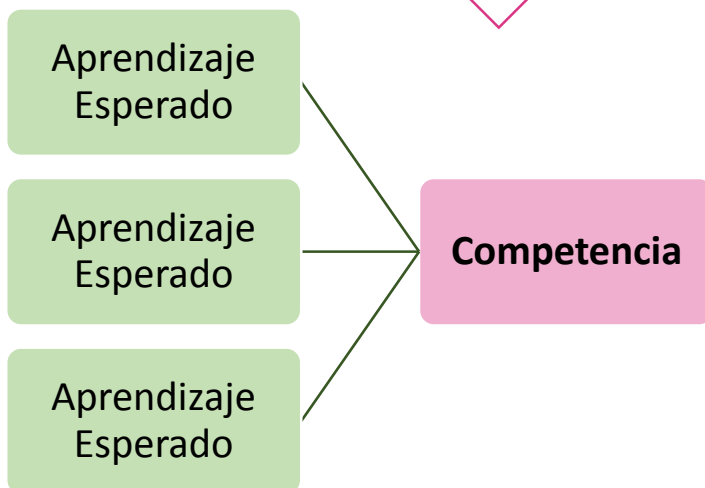 Aprendizaje
Esperado
Aprendizaje
Esperado
Competencia
Aprendizaje
Esperado